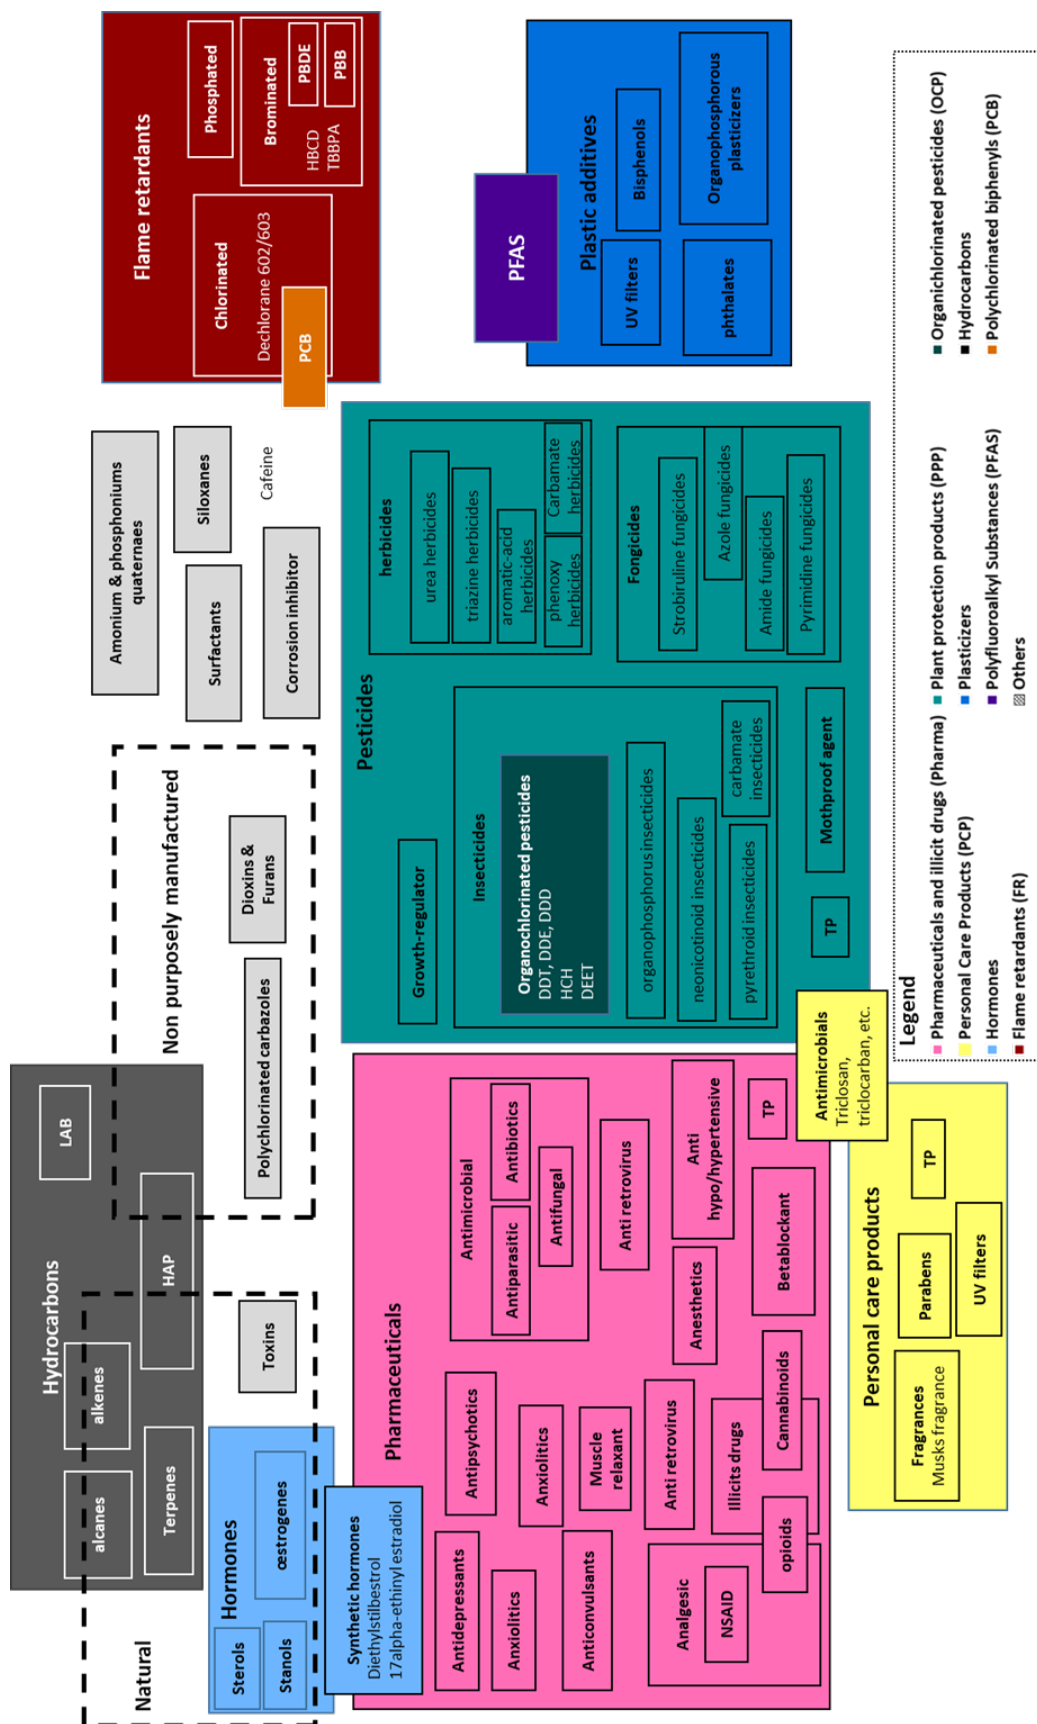 Hydrocarbons
alcanes
alkenes
Terpenes
HAP
LAB
Natural
Toxins
Hormones
Sterols
Stanols
œstrogenes
Synthetic hormones
Diethylstilbestrol
17alpha-ethinyl estradiol
Non purposely manufactured
Polychlorinated carbazoles
Dioxins &
Furans
Amonium & phosphoniums
quaternaes
Surfactants
Siloxanes
Corrosion inhibitor
Cafeine
Flame retardants
Chlorinated
Dechlorane 602/603
PCB
Phosphated
Brominated
HBCD
TBBPA
PBDE
PBB
Pharmaceuticals
Antidepressants
Antipsychotics
Anxiolitics
Anxiolitics
Anticonvulsants
Muscle
relaxant
Analgesic
NSAID
opioids
Anti retrovirus
Illicits drugs
Cannabinoids
Antimicrobial
Antiparasitic
Antibiotics
Antifungal
Anti retrovirus
Anesthetics
Anti
hypo/hypertensive
Betablockant
TP
Pesticides
Growth-regulator
Insecticides
Organochlorinated pesticides
DDT, DDE, DDD
HCH
DEET
organophosphorus insecticides
neonicotinoid insecticides
pyrethroid insecticides
carbamate
insecticides
TP
Mothproof agent
herbicides
urea herbicides
triazine herbicides
aromatic-acid
herbicides
phenoxy
herbicides
Carbamate
herbicides
Fongicides
Strobiruline fungicides
Azole fungicides
Amide fungicides
Pyrimidine fungicides
PFAS
Plastic additives
UV filters
Bisphenols
phthalates
Organophosphorous
plasticizers
Antimicrobials
Triclosan,
triclocarban, etc.
Personal care products
Fragrances
Musks fragrance
Parabens
TP
UV filters
Legend
Pharmaceuticals and illicit drugs (Pharma)
Personal Care Products (PCP)
Hormones
Flame retardants (FR)
Plant protection products (PPP)
Plasticizers
Polyfluoroalkyl Substances (PFAS)
Others
Organichlorinated pesticides (OCP)
Hydrocarbons
Polychlorinated biphenyls (PCB)